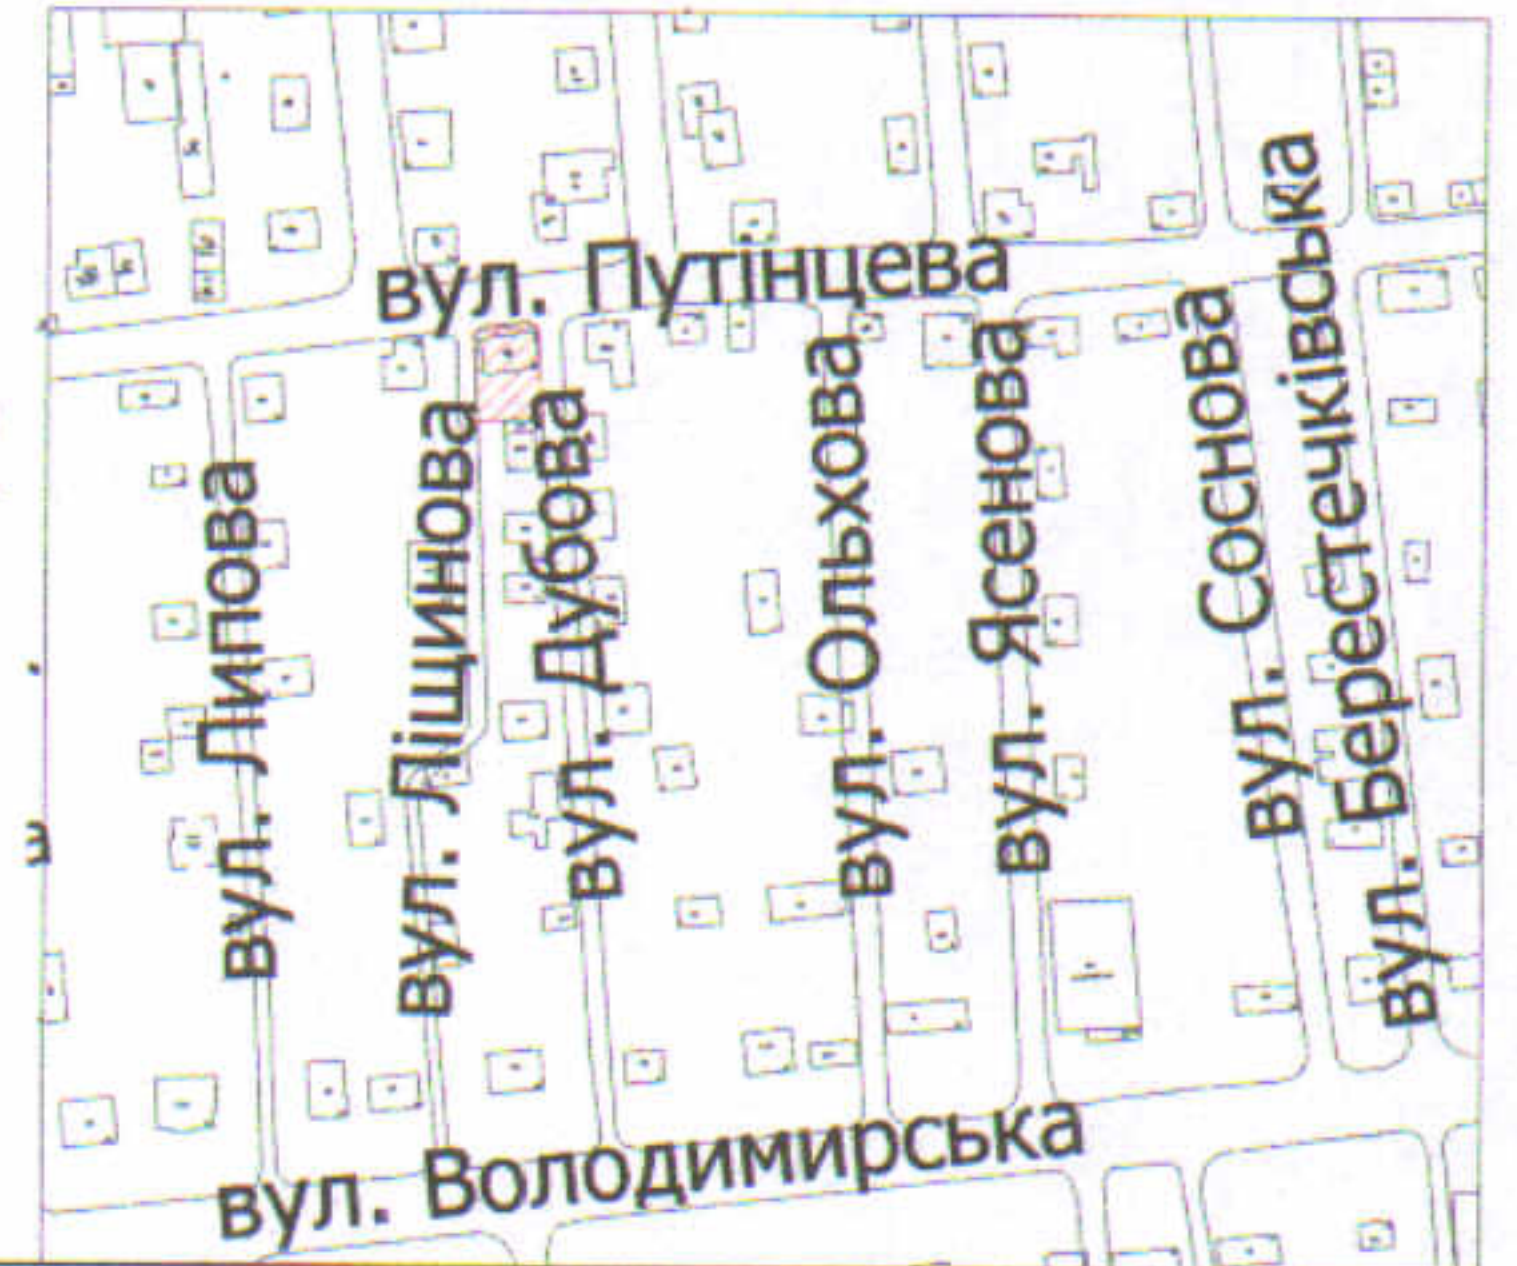 вул. Путінцева
вул. Липова
вул. Ліщинова
вул. Дубова
вул. Ольхова
вул. Ясенова
вул. Соснова
вул. Берестечківська
вул. Володимирська